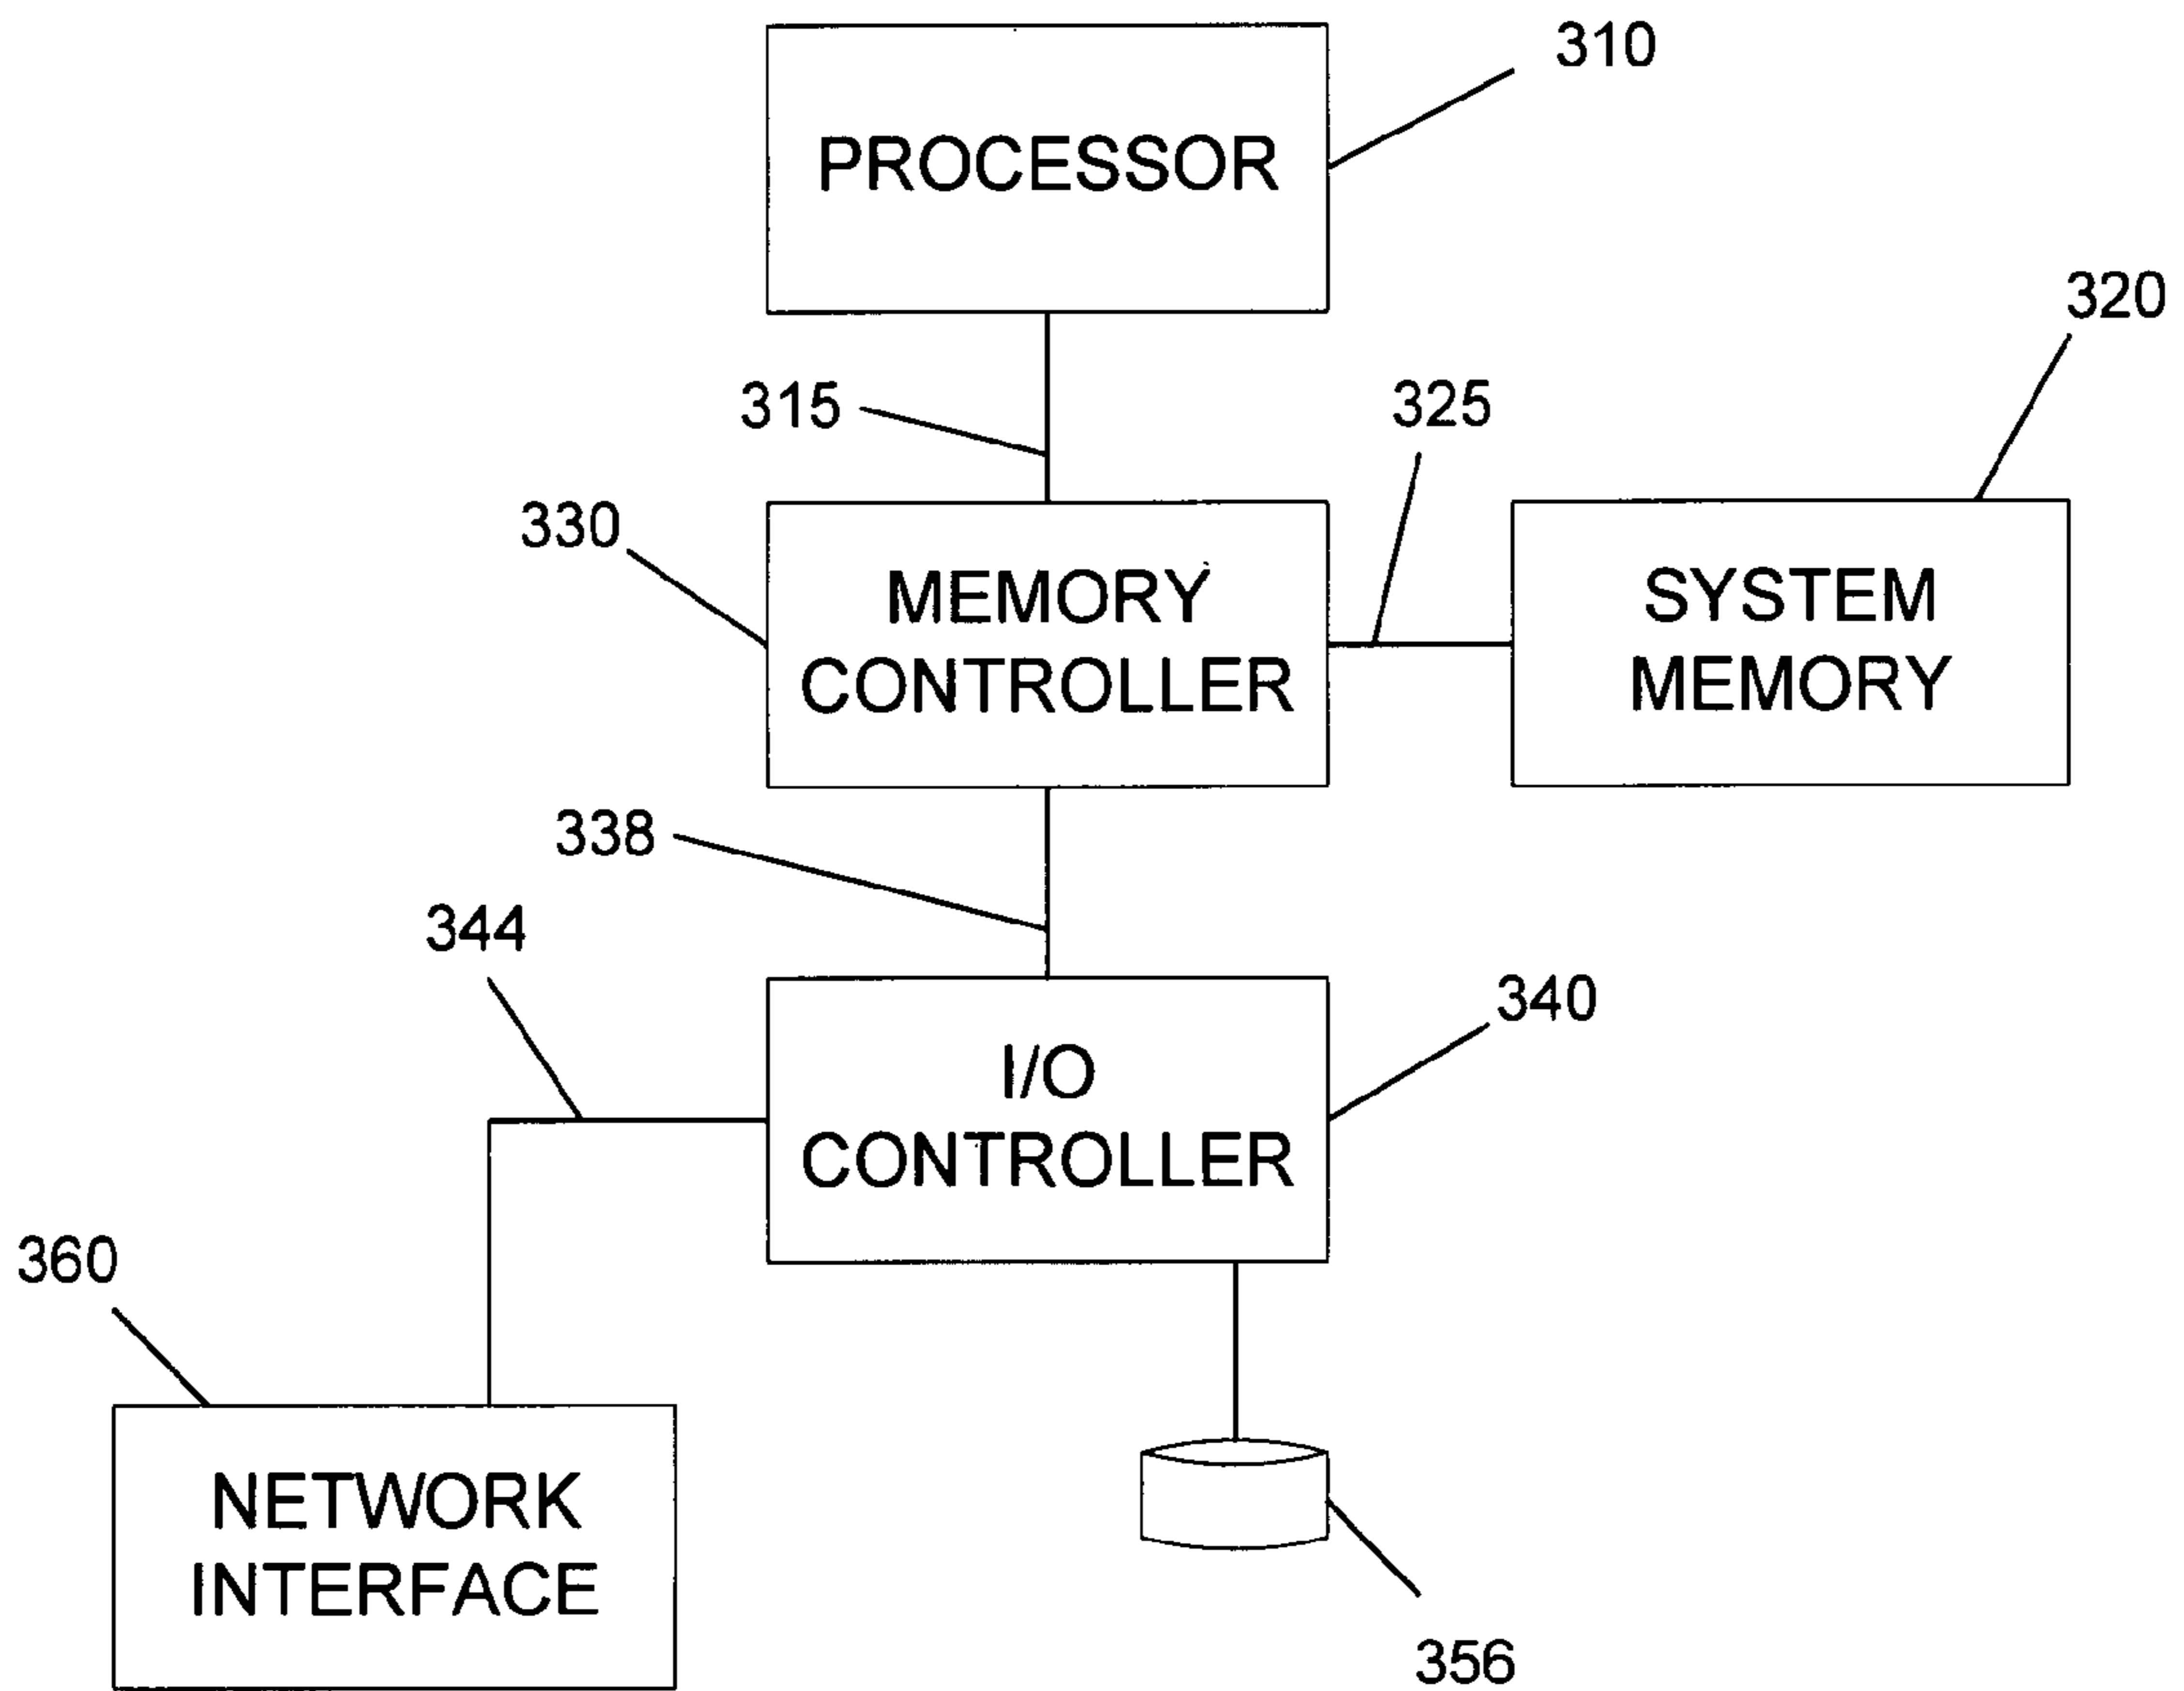 310
PROCESSOR
320
315
325
330
MEMORY
CONTROLLER
SYSTEM
MEMORY
338
344
340
I/O
CONTROLLER
360
NETWORK
INTERFACE
356